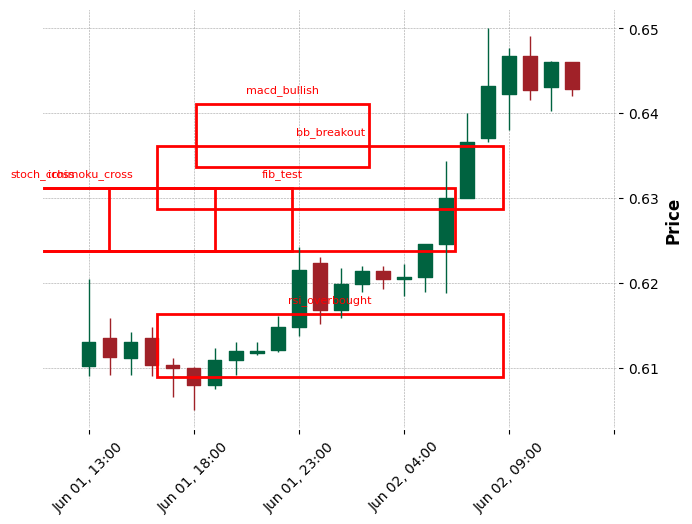 0.65
macd_bullish
0.64
bb_breakout
stoch_cross
ichimoku_cross
fib_test
0.63
Price
0.62
rsi_overbought
0.61
Jun 01, 13:00
Jun 01, 18:00
Jun 01, 23:00
Jun 02, 04:00
Jun 02, 09:00